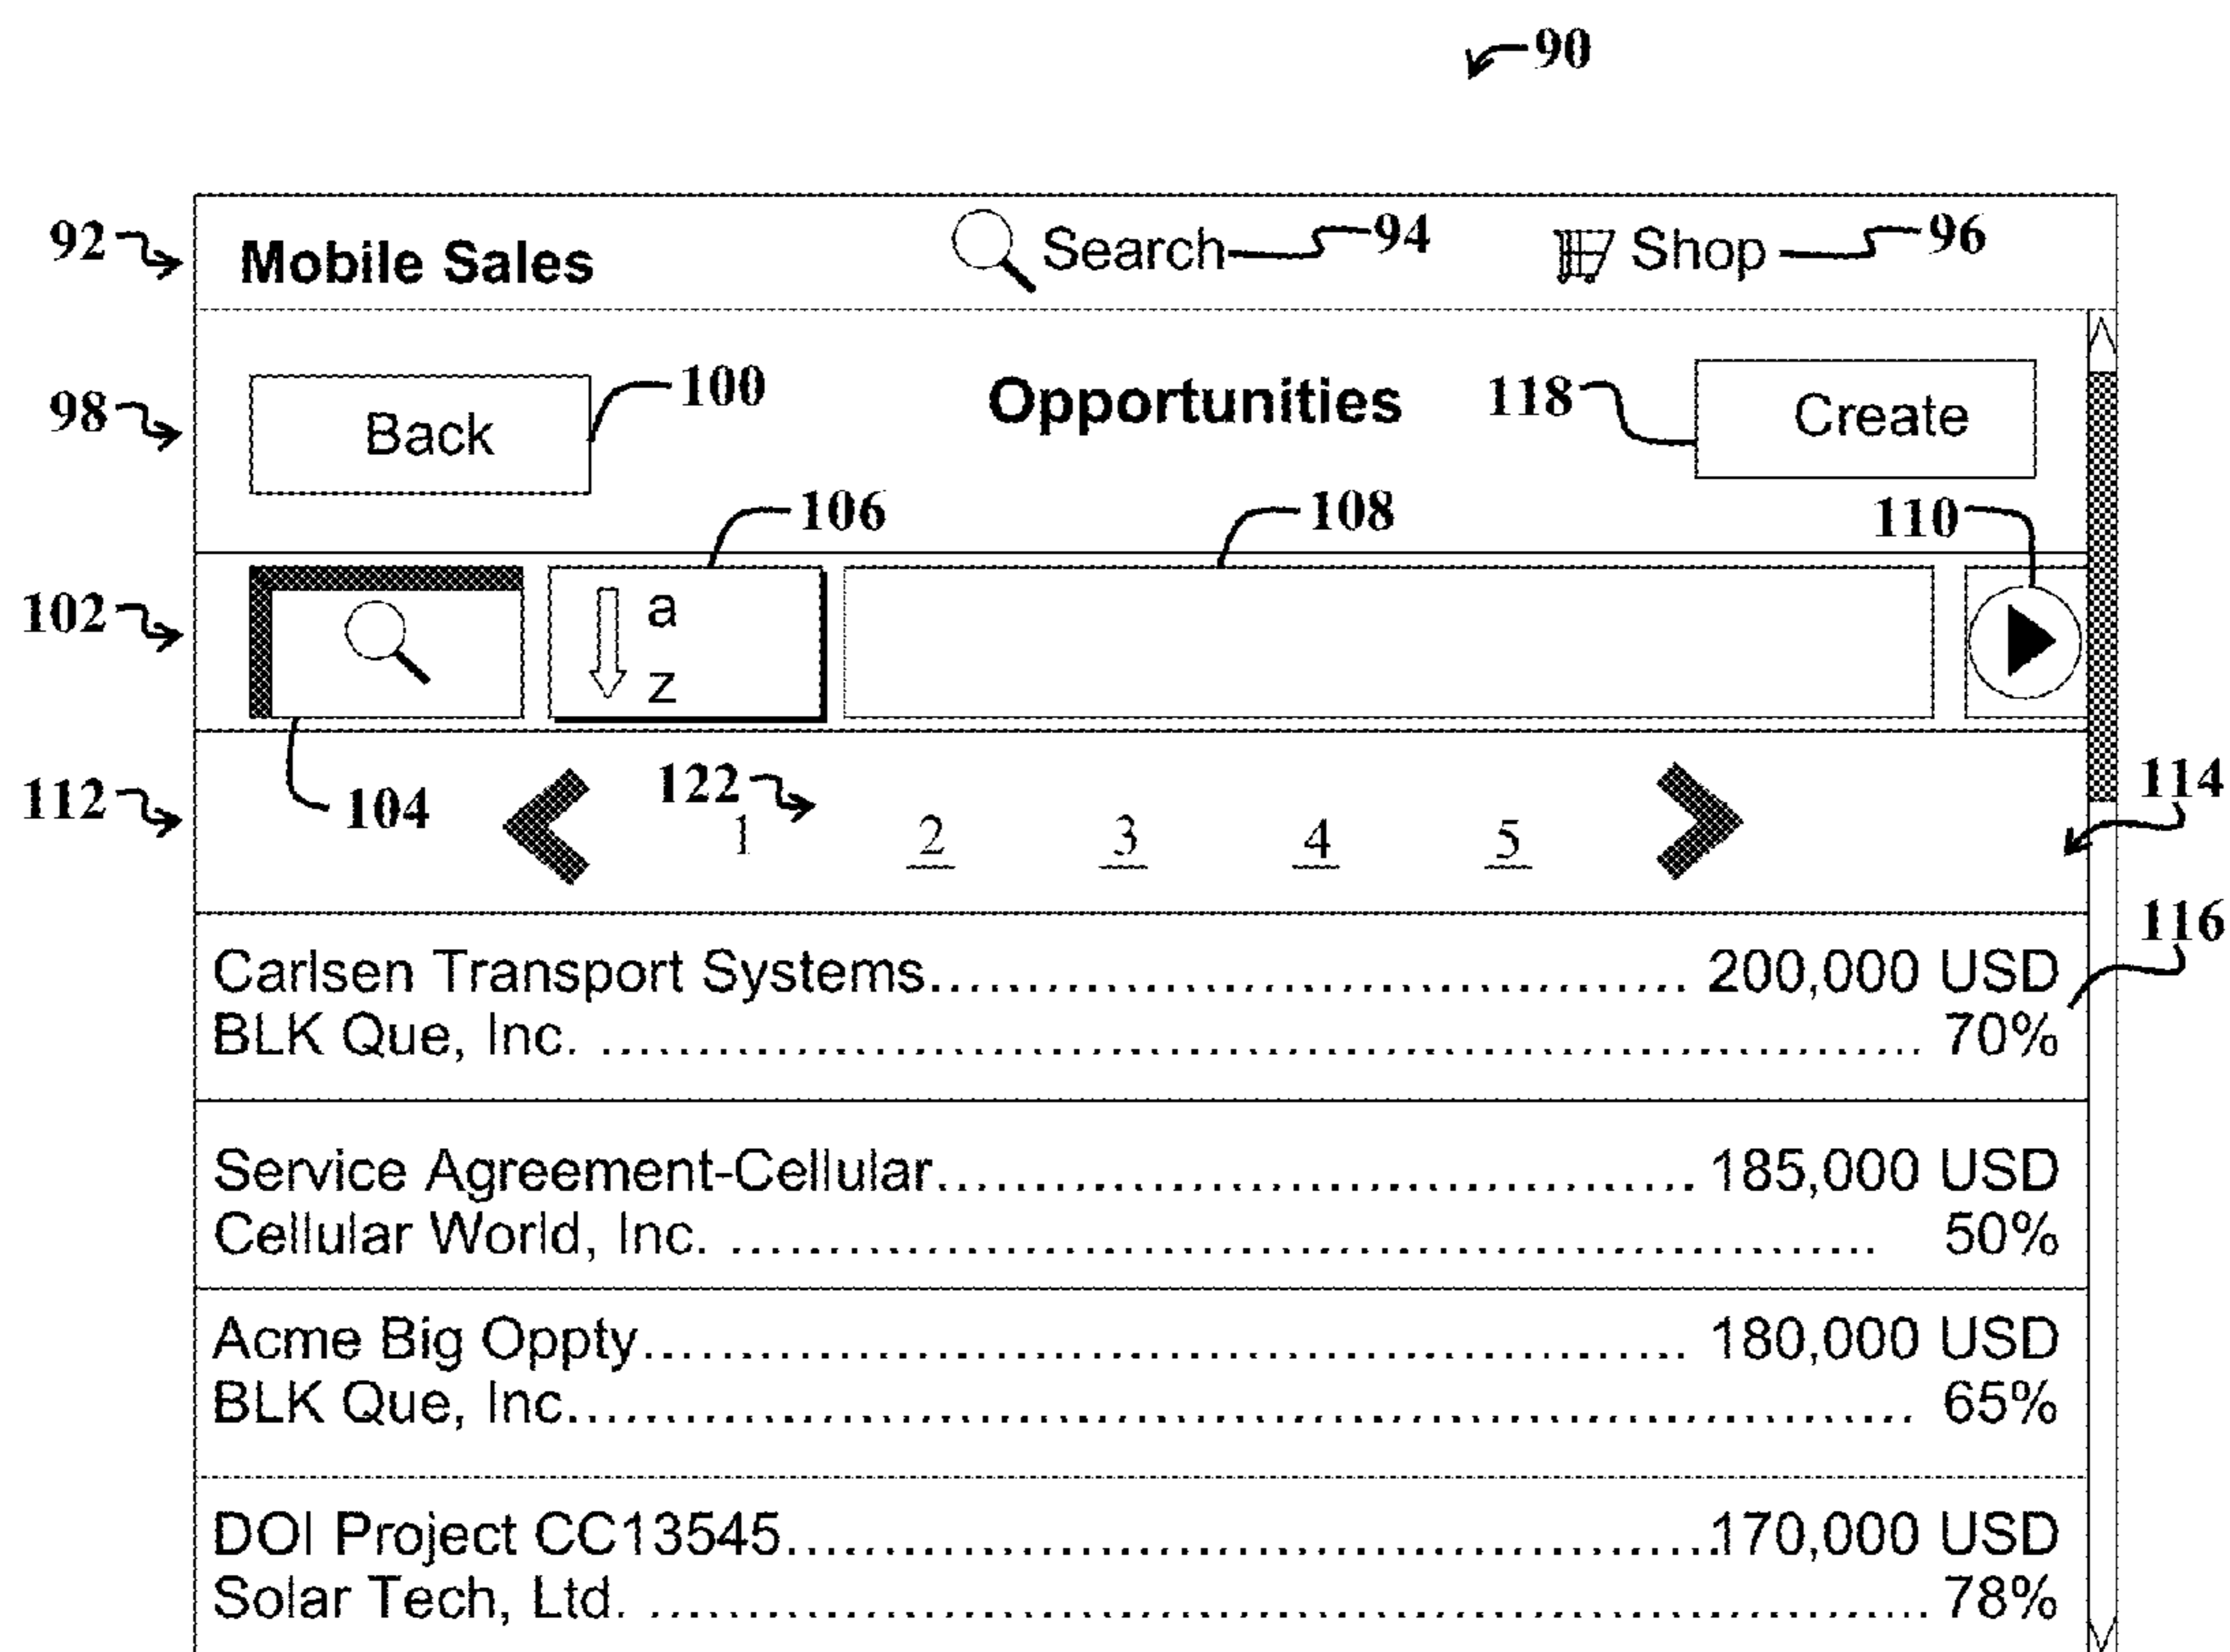 90
92 Mobile Sales Search 94 Shop 96
98 Back 100 Opportunities 118 Create
106 108 110
102 a
z
112 104 122 1 2 3 4 5 114
116
Carlsen Transport Systems................................... 200,000 USD
BLK Que, Inc. ................................................................ 70%
Service Agreement-Cellular.................................... 185,000 USD
Cellular World, Inc. ....................................................... 50%
Acme Big Oppty.................................................. 180,000 USD
BLK Que, Inc................................................................ 65%
DOI Project CC13545.............................................170,000 USD
Solar Tech, Ltd. ............................................................. 78%